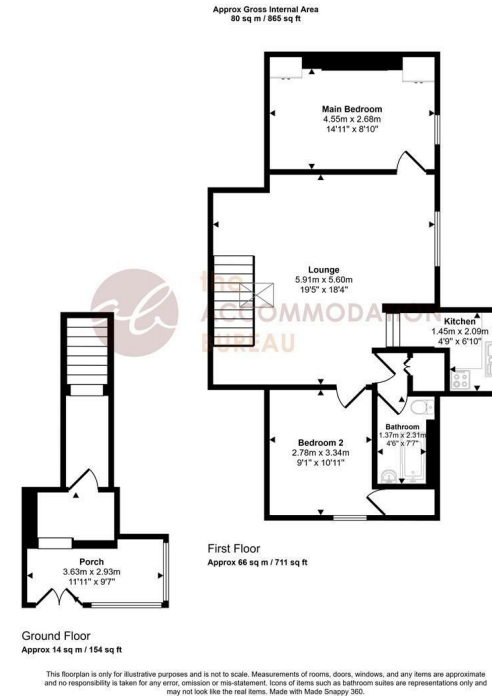 Approx Gross Internal Area
80 sq m / 865 sq ft
Main Bedroom
4.55m x 2.68m
14'11" x 8'10"
Lounge
5.91m x 5.60m
19'5" x 18'4"
the
ACCOMMODATION
BUREAU
Kitchen
1.45m x 2.09m
4'9" x 6'10"
Bathroom
1.37m x 2.31m
4'6" x 7'7"
Bedroom 2
2.78m x 3.34m
9'1" x 10'11"
Porch
3.63m x 2.93m
11'11" x 9'7"
First Floor
Approx 66 sq m / 711 sq ft
Ground Floor
Approx 14 sq m / 154 sq ft
This floorplan is only for illustrative purposes and is not to scale. Measurements of rooms, doors, windows, and any items are approximate
and no responsibility is taken for any error, omission or mis-statement. Icons of items such as bathroom suites are representations only and
may not look like the real items. Made with Made Snappy 360.